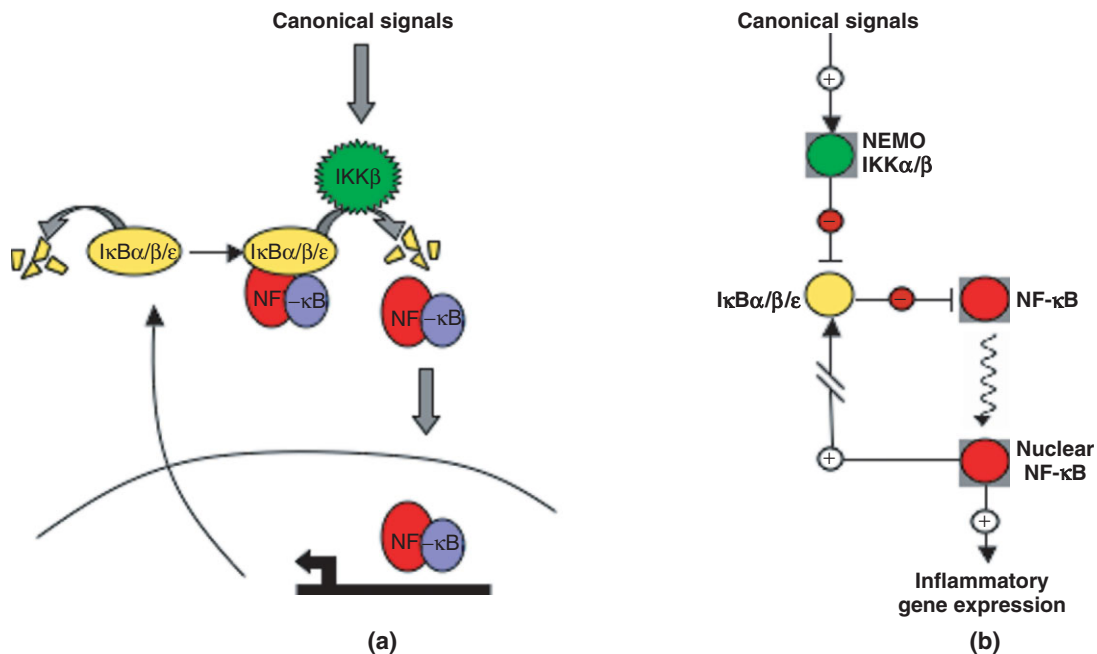 Canonical signals
IKKβ
IκBα/β/ε
IκBα/β/ε
NF–κB
NF–κB
NF–κB
(a)
Canonical signals
+
NEMO
IKKα/β
–
IκBα/β/ε
–
NF-κB
+
Nuclear
NF-κB
+
Inflammatory
gene expression
(b)